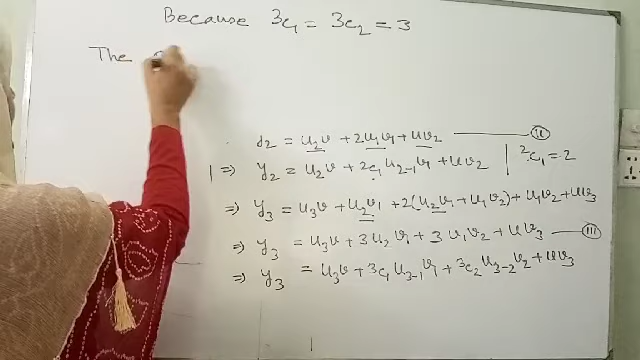 Because 3c₁ = 3c₂ = 3
The
d₂ = u₂v + 2u₁v₁ + uv₂ —— (II)
⇒ y₂ = u₂v + 2c₁ u₂₋₁v₁ + uv₂ | ²c₁ = 2
⇒ y₃ = u₃v + u₂v₁ + 2(u₂v₁ + u₁v₂) + u₁v₂ + uv₃
⇒ y₃ = u₃v + 3u₂v₁ + 3u₁v₂ + uv₃ —— (III)
⇒ y₃ = u₃v + ³c₁ u₃₋₁v₁ + ³c₂ u₃₋₂v₂ + uv₃